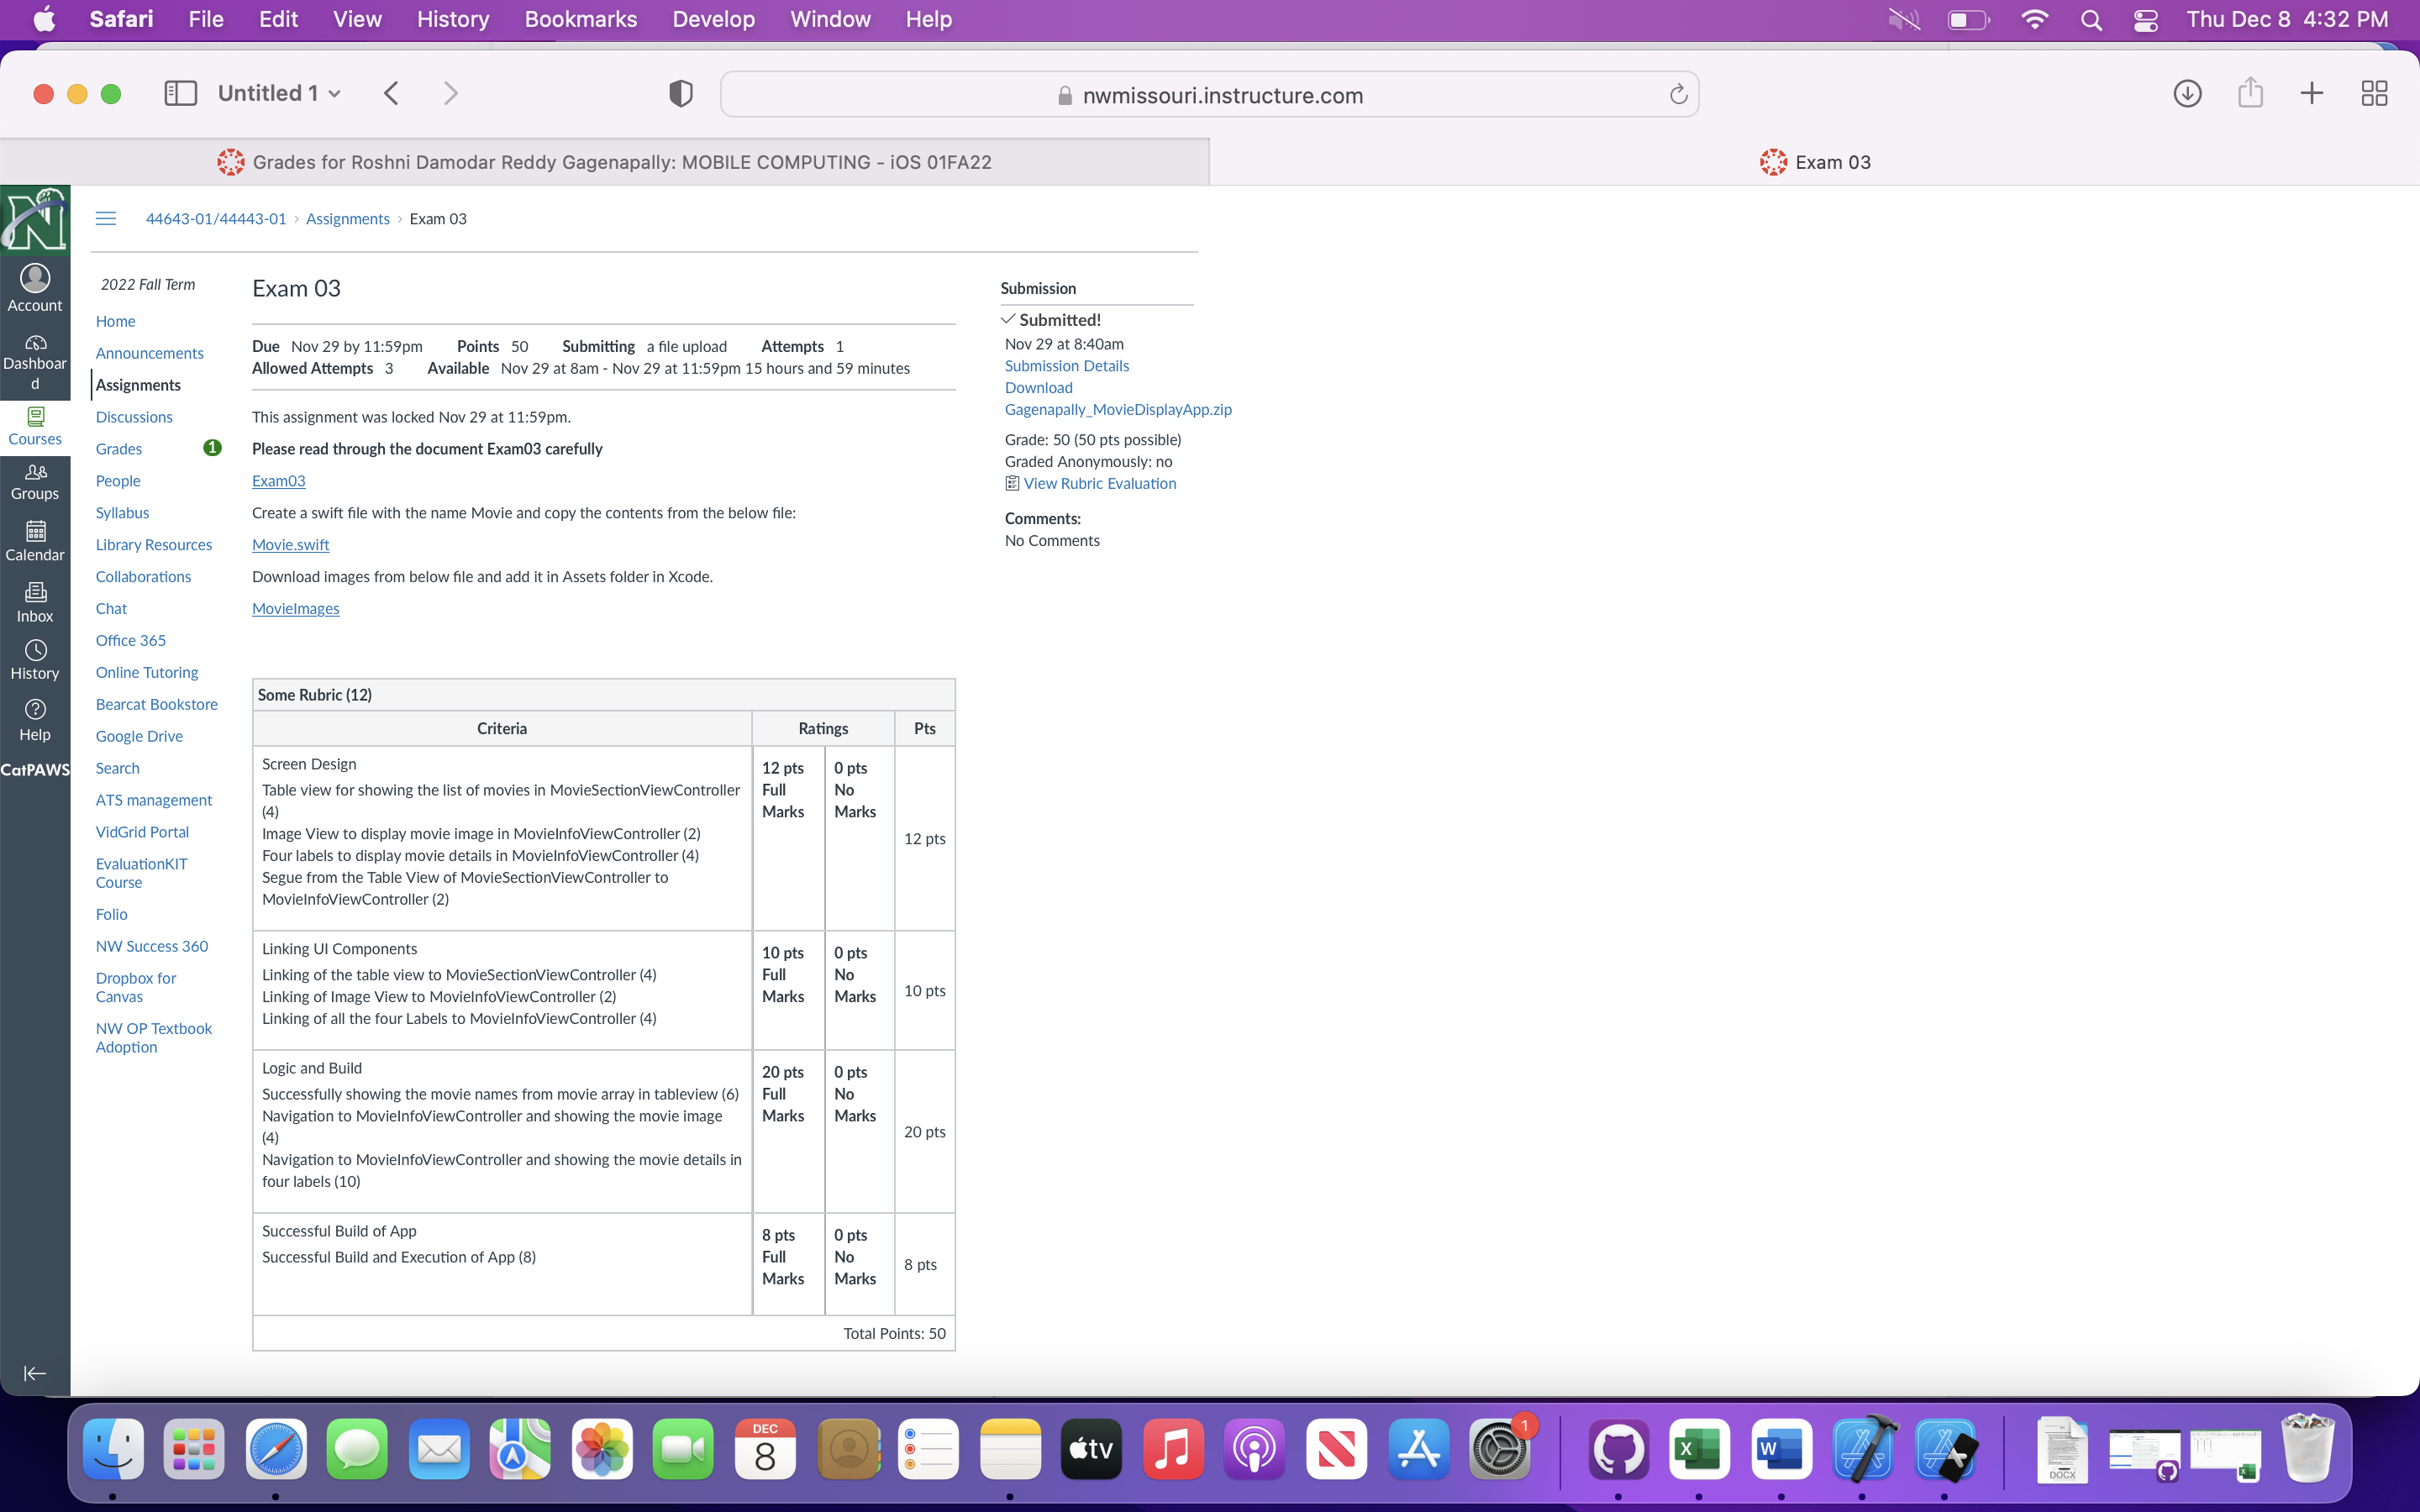 Safari File Edit View History Bookmarks Develop Window Help Thu Dec 8 4:32 PM
Untitled 1 nwmissouri.instructure.com
Grades for Roshni Damodar Reddy Gagenapally: MOBILE COMPUTING - iOS 01FA22 Exam 03
N
Account
Dashboar
d
Courses
Groups
Calendar
Inbox
History
Help
CatPAWS
44643-01/44443-01 › Assignments › Exam 03
2022 Fall Term
Home
Announcements
Assignments
Discussions
Grades 1
People
Syllabus
Library Resources
Collaborations
Chat
Office 365
Online Tutoring
Bearcat Bookstore
Google Drive
Search
ATS management
VidGrid Portal
EvaluationKIT
Course
Folio
NW Success 360
Dropbox for
Canvas
NW OP Textbook
Adoption
Exam 03
Due Nov 29 by 11:59pm Points 50 Submitting a file upload Attempts 1
Allowed Attempts 3 Available Nov 29 at 8am - Nov 29 at 11:59pm 15 hours and 59 minutes
This assignment was locked Nov 29 at 11:59pm.
Please read through the document Exam03 carefully
Exam03
Create a swift file with the name Movie and copy the contents from the below file:
Movie.swift
Download images from below file and add it in Assets folder in Xcode.
MovieImages
Some Rubric (12)
Criteria Ratings Pts
Screen Design
Table view for showing the list of movies in MovieSectionViewController
(4)
Image View to display movie image in MovieInfoViewController (2)
Four labels to display movie details in MovieInfoViewController (4)
Segue from the Table View of MovieSectionViewController to
MovieInfoViewController (2)
12 pts
Full
Marks
0 pts
No
Marks
12 pts
Linking UI Components
Linking of the table view to MovieSectionViewController (4)
Linking of Image View to MovieInfoViewController (2)
Linking of all the four Labels to MovieInfoViewController (4)
10 pts
Full
Marks
0 pts
No
Marks
10 pts
Logic and Build
Successfully showing the movie names from movie array in tableview (6)
Navigation to MovieInfoViewController and showing the movie image
(4)
Navigation to MovieInfoViewController and showing the movie details in
four labels (10)
20 pts
Full
Marks
0 pts
No
Marks
20 pts
Successful Build of App
Successful Build and Execution of App (8)
8 pts
Full
Marks
0 pts
No
Marks
8 pts
Total Points: 50
Submission
Submitted!
Nov 29 at 8:40am
Submission Details
Download
Gagenapally_MovieDisplayApp.zip
Grade: 50 (50 pts possible)
Graded Anonymously: no
View Rubric Evaluation
Comments:
No Comments
DEC
8
tv
1
X
W
DOCX